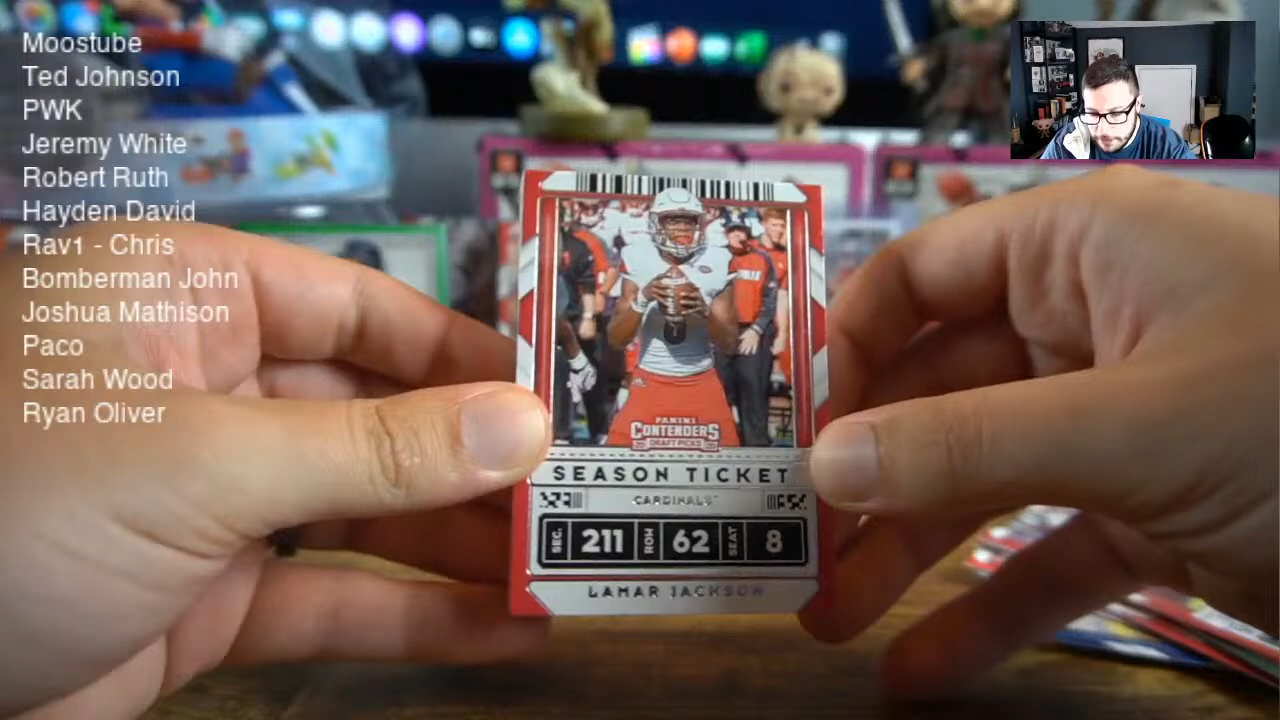 Moostube
Ted Johnson
PWK
Jeremy White
Robert Ruth
Hayden David
Rav1 - Chris
Bomberman John
Joshua Mathison
Paco
Sarah Wood
Ryan Oliver
PANINI
CONTENDERS
DRAFT PICKS
SEASON TICKET
CARDINALS
SEC. 211 ROW 62 SEAT 8
LAMAR JACKSON